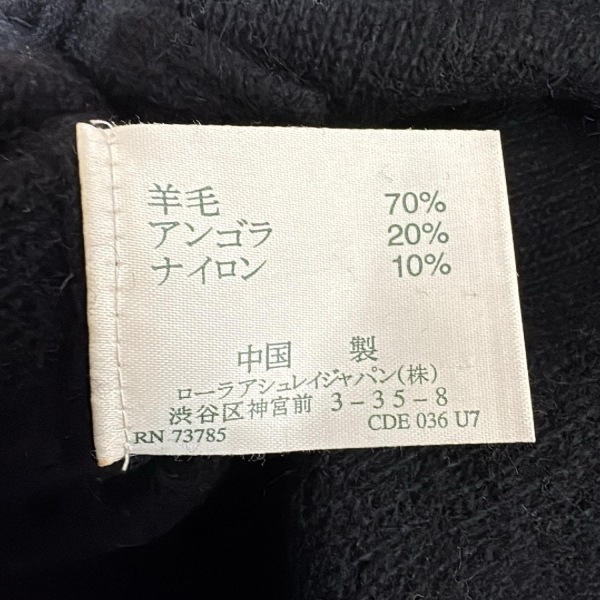 羊毛 70%
アンゴラ 20%
ナイロン 10%
中国 製
ローラアシュレイジャパン(株)
渋谷区神宮前 3-35-8
RN 73785 CDE 036 U7